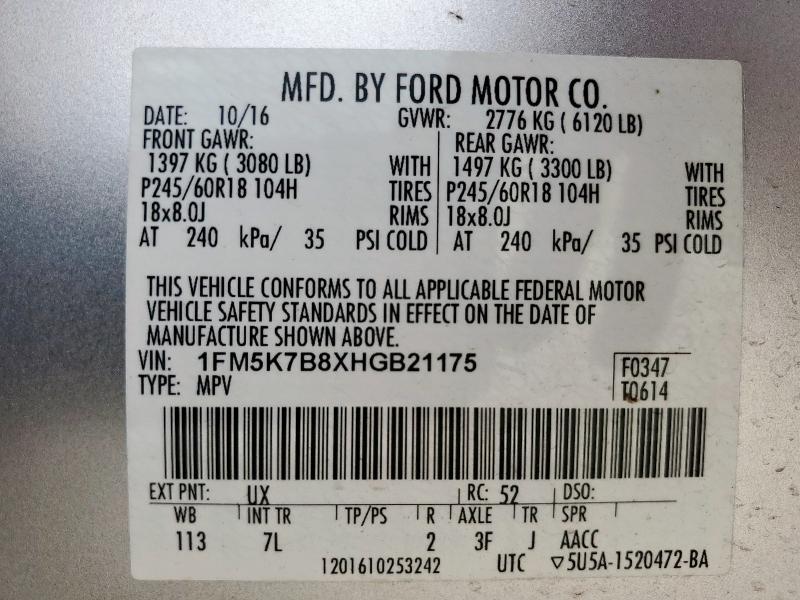 MFD. BY FORD MOTOR CO.
DATE: 10/16 GVWR: 2776 KG ( 6120 LB)
FRONT GAWR: REAR GAWR:
1397 KG ( 3080 LB) WITH 1497 KG ( 3300 LB) WITH
P245/60R18 104H TIRES P245/60R18 104H TIRES
18x8.0J RIMS 18x8.0J RIMS
AT 240 kPa/ 35 PSI COLD AT 240 kPa/ 35 PSI COLD
THIS VEHICLE CONFORMS TO ALL APPLICABLE FEDERAL MOTOR
VEHICLE SAFETY STANDARDS IN EFFECT ON THE DATE OF
MANUFACTURE SHOWN ABOVE.
VIN: 1FM5K7B8XHGB21175 F0347
TYPE: MPV T0614
EXT PNT: UX RC: 52 DSO:
WB INT TR TP/PS R AXLE TR SPR
113 7L 2 3F J AACC
1201610253242 UTC ▽5U5A-1520472-BA